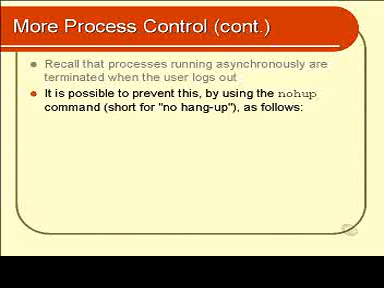 More Process Control (cont.)
Recall that processes running asynchronously are
terminated when the user logs out
It is possible to prevent this, by using the nohup
command (short for "no hang-up"), as follows: